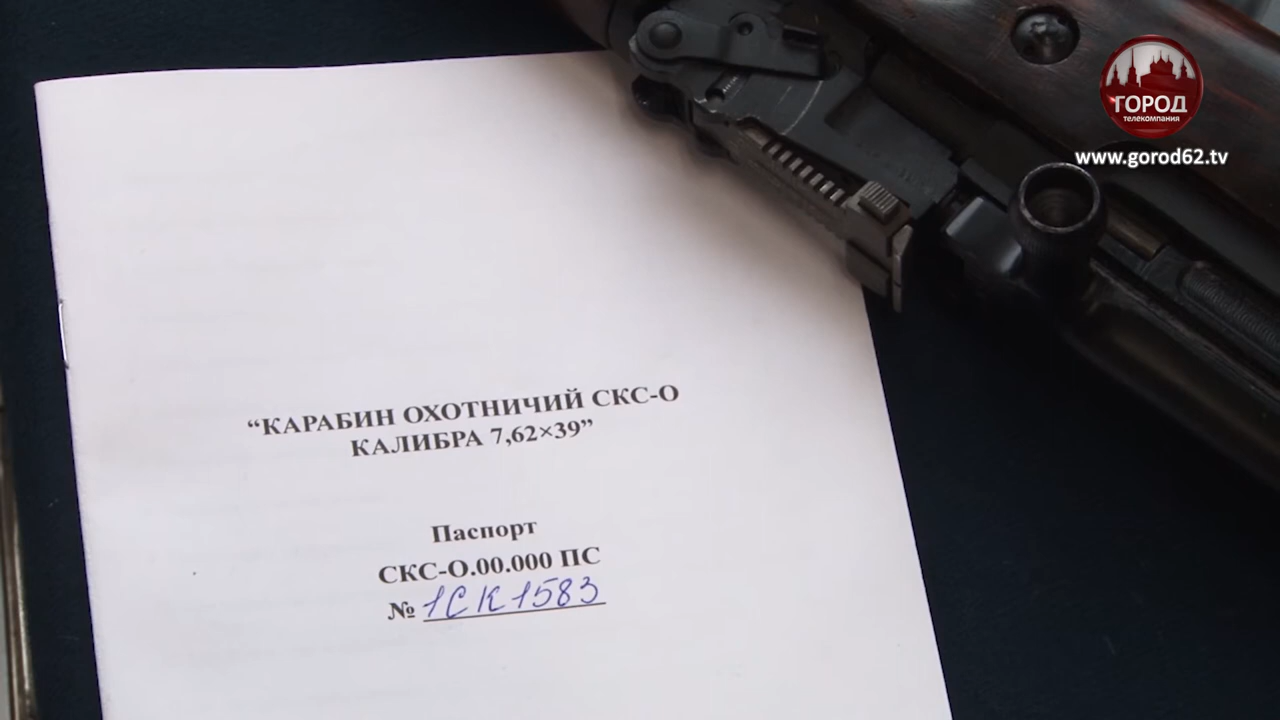 ГОРОД
телекомпания
www.gorod62.tv
“КАРАБИН ОХОТНИЧИЙ СКС-О
КАЛИБРА 7,62×39”
Паспорт
СКС-О.00.000 ПС
№ 1СК1583